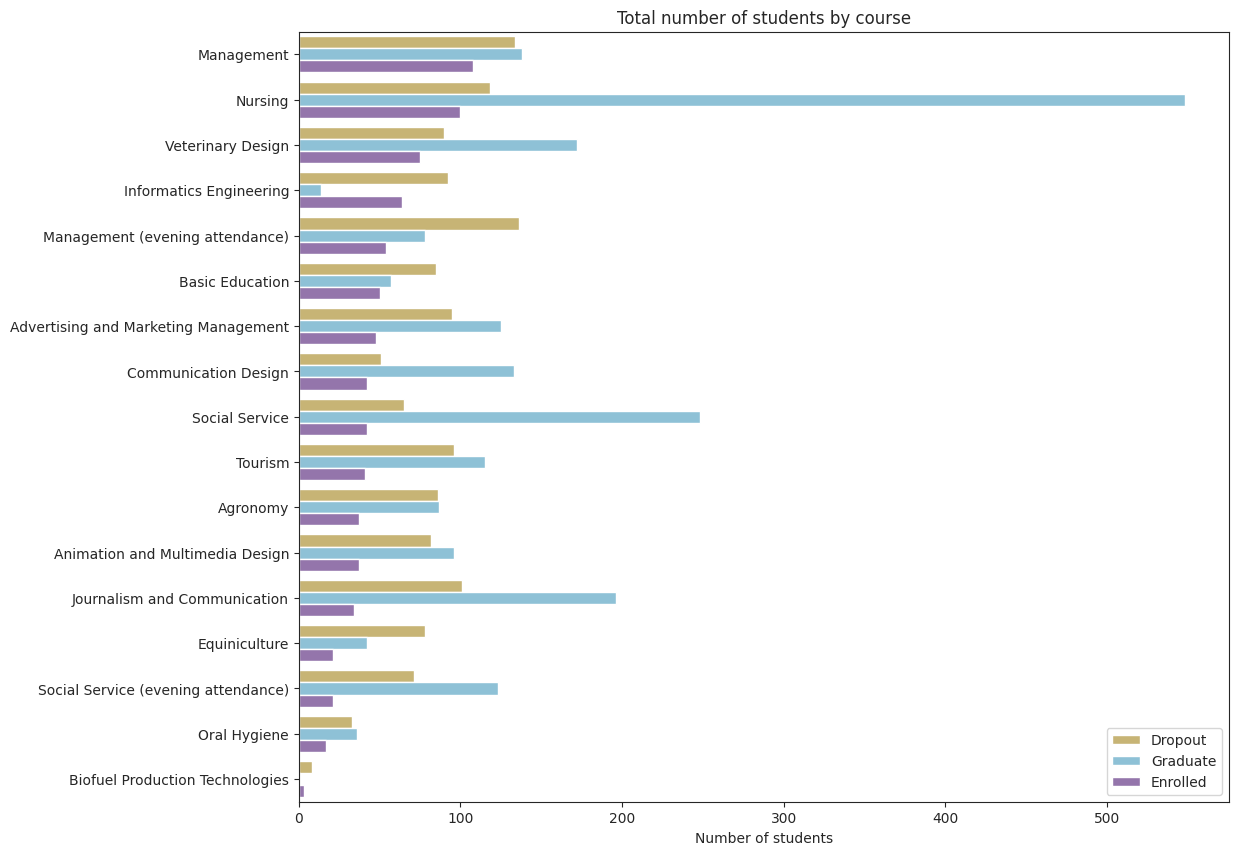 Total number of students by course
Management
Nursing
Veterinary Design
Informatics Engineering
Management (evening attendance)
Basic Education
Advertising and Marketing Management
Communication Design
Social Service
Tourism
Agronomy
Animation and Multimedia Design
Journalism and Communication
Equiniculture
Social Service (evening attendance)
Oral Hygiene
Biofuel Production Technologies
Dropout
Graduate
Enrolled
0 100 200 300 400 500
Number of students